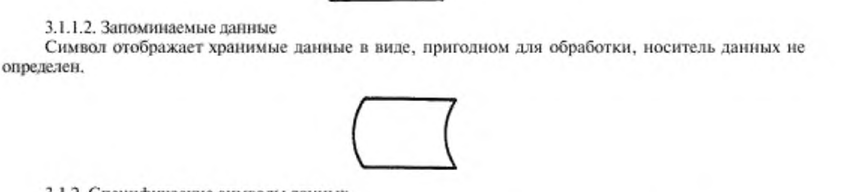 3.1.1.2. Запоминаемые данные
Символ отображает хранимые данные в виде, пригодном для обработки, носитель данных не
определен.